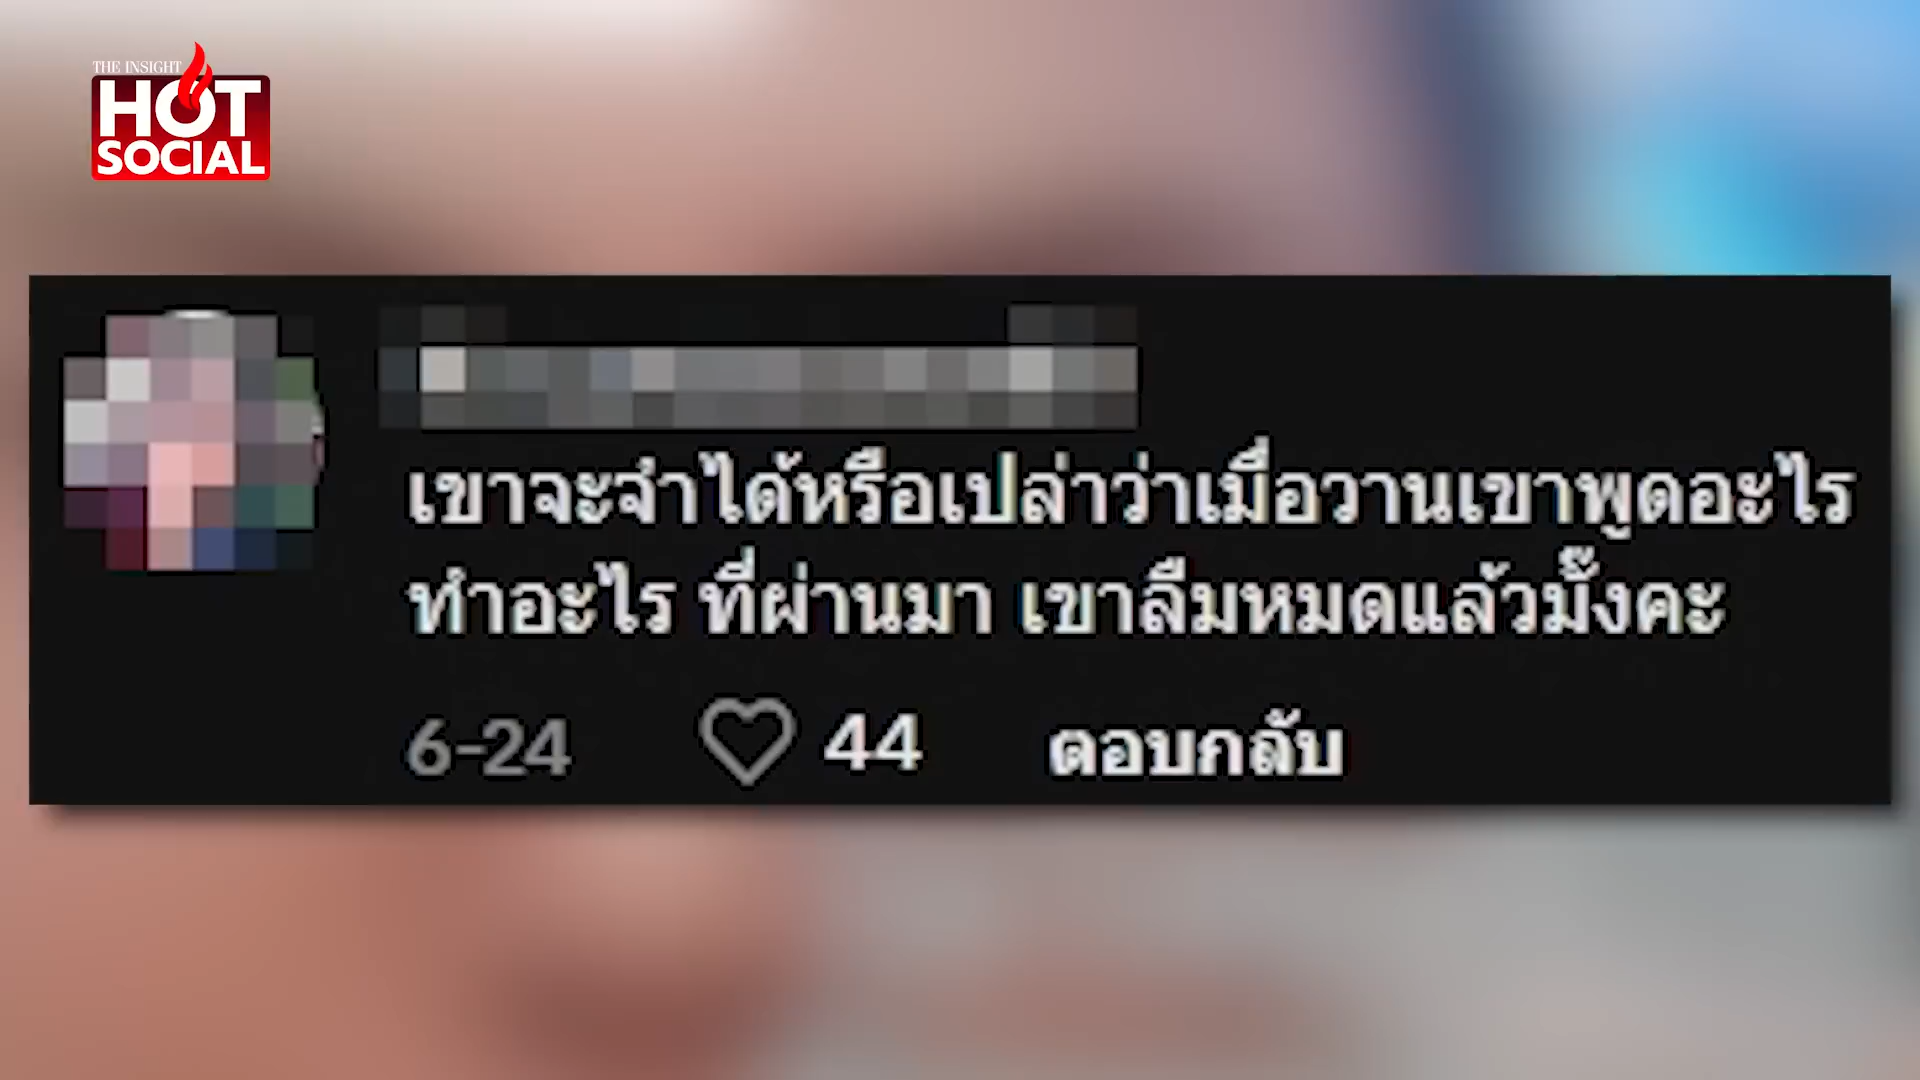 THE INSIGHT
HOT
SOCIAL
เขาจะจำได้หรือเปล่าว่าเมื่อวานเขาพูดอะไร
ทำอะไร ที่ผ่านมา เขาลืมหมดแล้วมั๊งคะ
6-24 44 ตอบกลับ